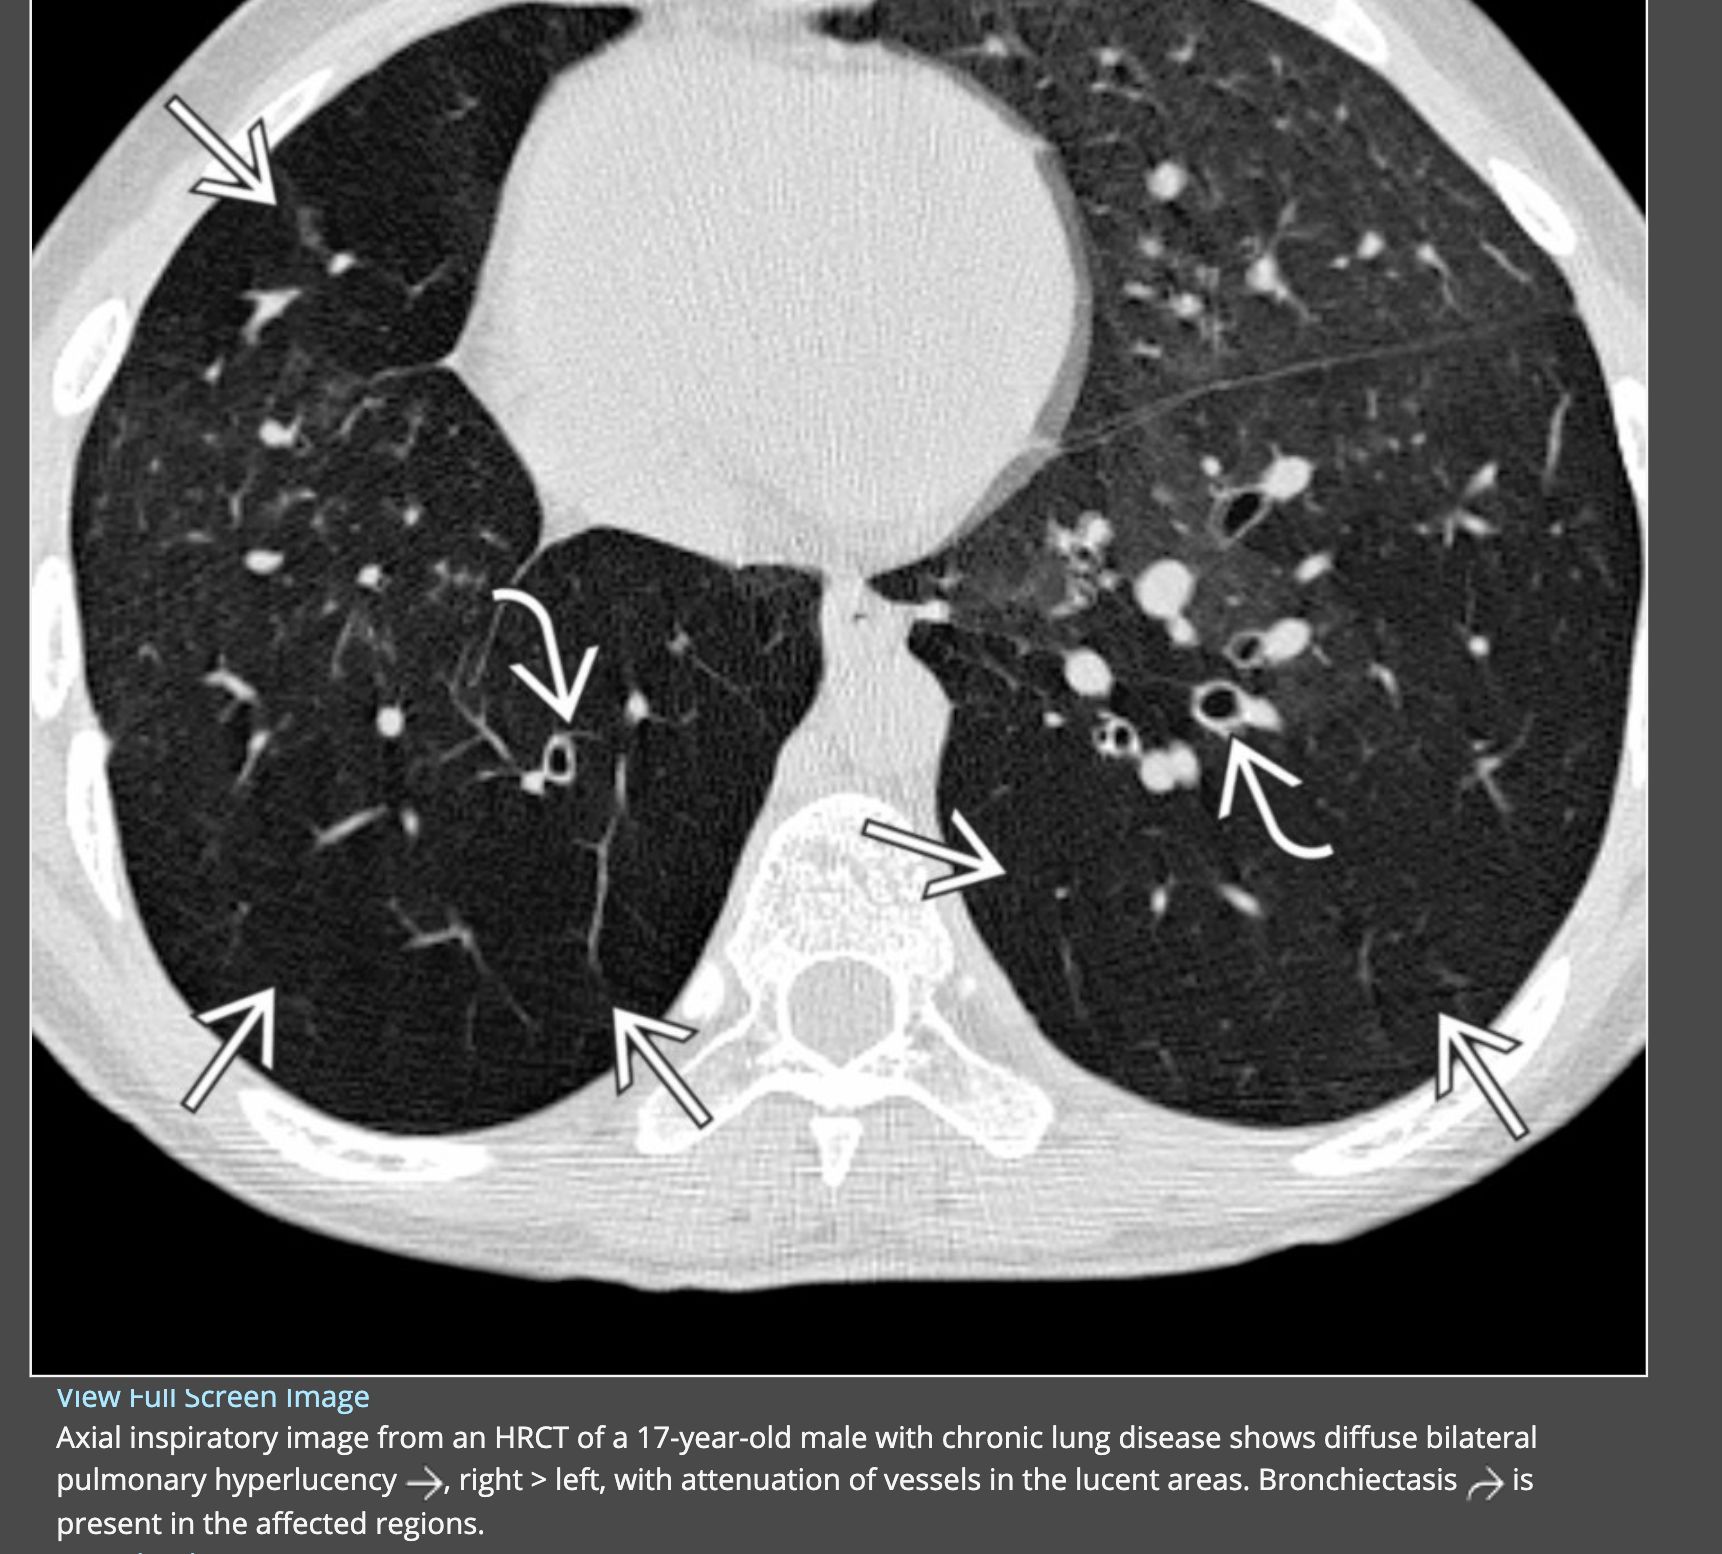 View Full Screen Image
Axial inspiratory image from an HRCT of a 17-year-old male with chronic lung disease shows diffuse bilateral
pulmonary hyperlucency →, right > left, with attenuation of vessels in the lucent areas. Bronchiectasis is
present in the affected regions.